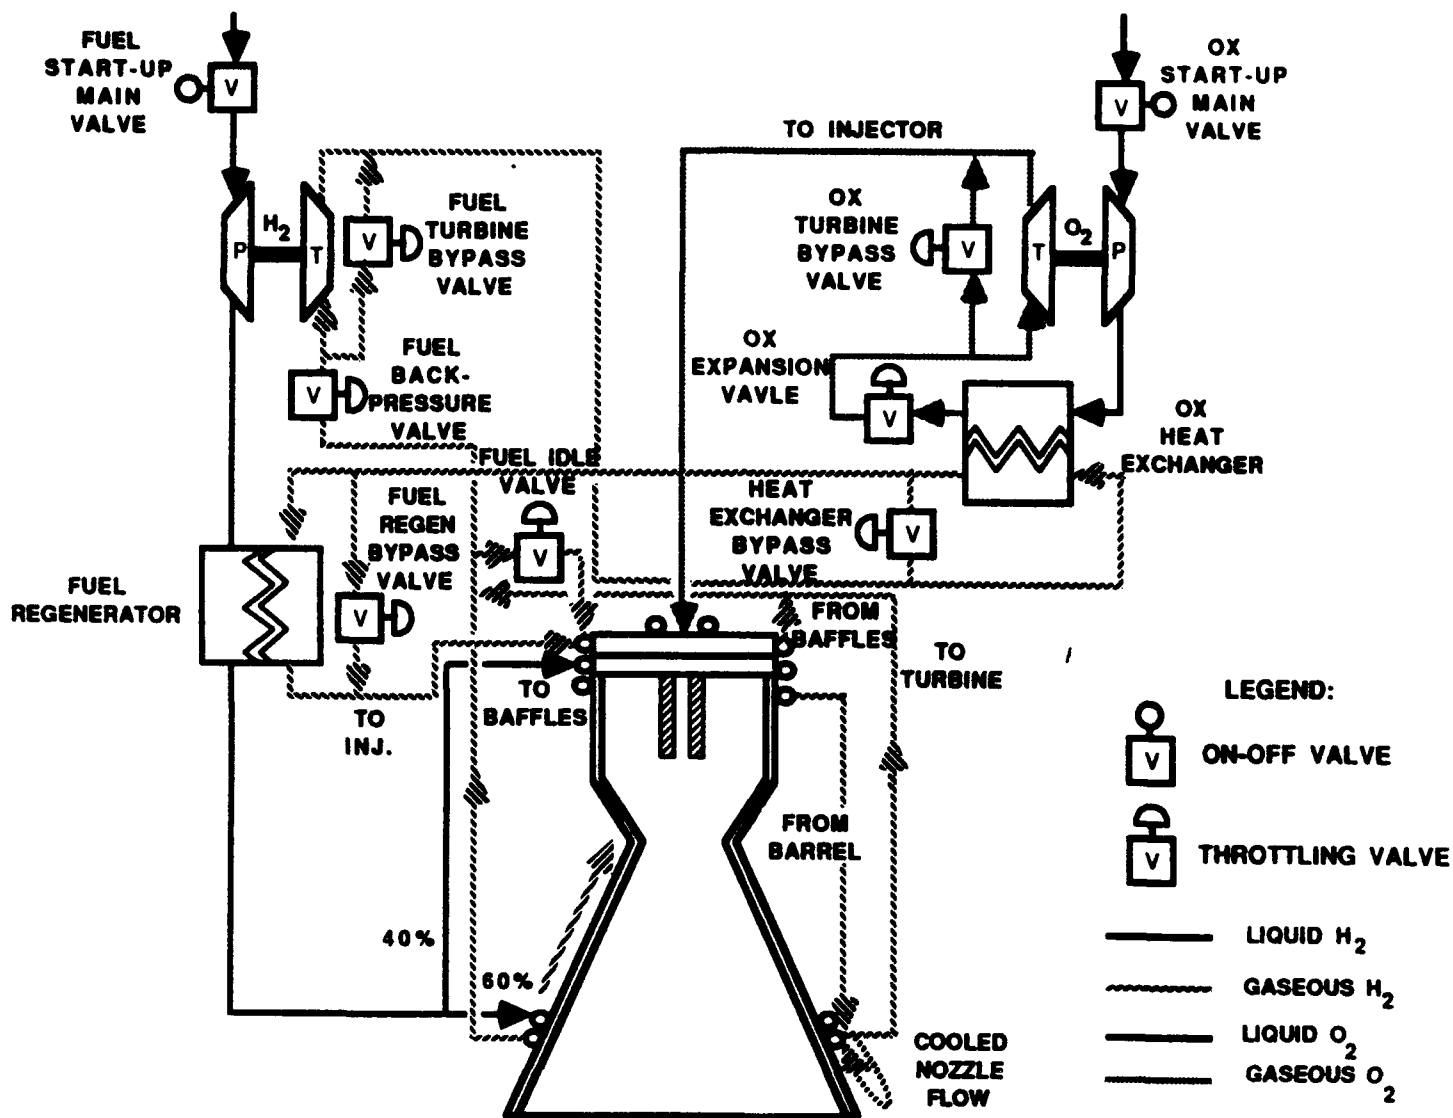 FUEL
START-UP
MAIN
VALVE
V
OX
START-UP
MAIN
VALVE
V
TO INJECTOR
P
H2
T
V
FUEL
TURBINE
BYPASS
VALVE
OX
TURBINE
BYPASS
VALVE
V
T
O2
P
FUEL
BACK-
PRESSURE
VALVE
V
OX
EXPANSION
VAVLE
V
OX
HEAT
EXCHANGER
FUEL IDLE
VALVE
V
FUEL
REGEN
BYPASS
VALVE
V
HEAT
EXCHANGER
BYPASS
VALVE
V
FUEL
REGENERATOR
FROM
BAFFLES
TO
TURBINE
TO
BAFFLES
TO
INJ.
FROM
BARREL
40%
60%
COOLED
NOZZLE
FLOW
LEGEND:
V
ON-OFF VALVE
V
THROTTLING VALVE
LIQUID H2
GASEOUS H2
LIQUID O2
GASEOUS O2